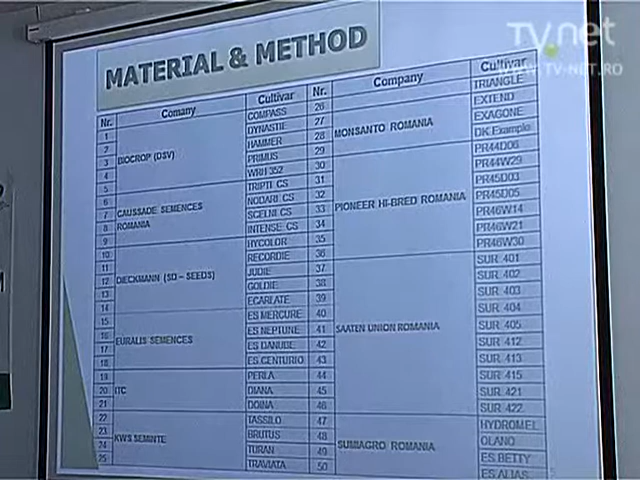 tv.net
WWW.TV-NET.RO
MATERIAL & METHOD
Nr. Comany Cultivar Nr. Company Cultivar
1 BIOCROP (DSV) COMPASS 26 MONSANTO ROMANIA TRIANGLE
2 DYNASTIE 27 EXTEND
3 HAMMER 28 EXAGONE
4 PRIMUS 29 DK Example
5 WRH 352 30 PIONEER HI-BRED ROMANIA PR44D06
6 CAUSSADE SEMENCES ROMANIA TRIPTI CS 31 PR44W29
7 NODARI CS 32 PR45D03
8 SCELNI CS 33 PR45D05
9 INTENSE CS 34 PR46W14
10 DIECKMANN (SD – SEEDS) HYCOLOR 35 PR46W21
11 RECORDIE 36 PR46W30
12 JUDIE 37 SAATEN UNION ROMANIA SUR 401
13 GOLDIE 38 SUR 402
14 ECARLATE 39 SUR 403
15 EURALIS SEMENCES ES MERCURE 40 SUR 404
16 ES NEPTUNE 41 SUR 405
17 ES DANUBE 42 SUR 412
18 ES CENTURIO 43 SUR 413
19 ITC PERLA 44 SUR 415
20 DIANA 45 SUR 421
21 DOINA 46 SUR 422
22 KWS SEMINTE TASSILO 47 SUMIAGRO ROMANIA HYDROMEL
23 BRUTUS 48 OLANO
24 TURAN 49 ES BETTY
25 TRAVIATA 50 ES ALIAS